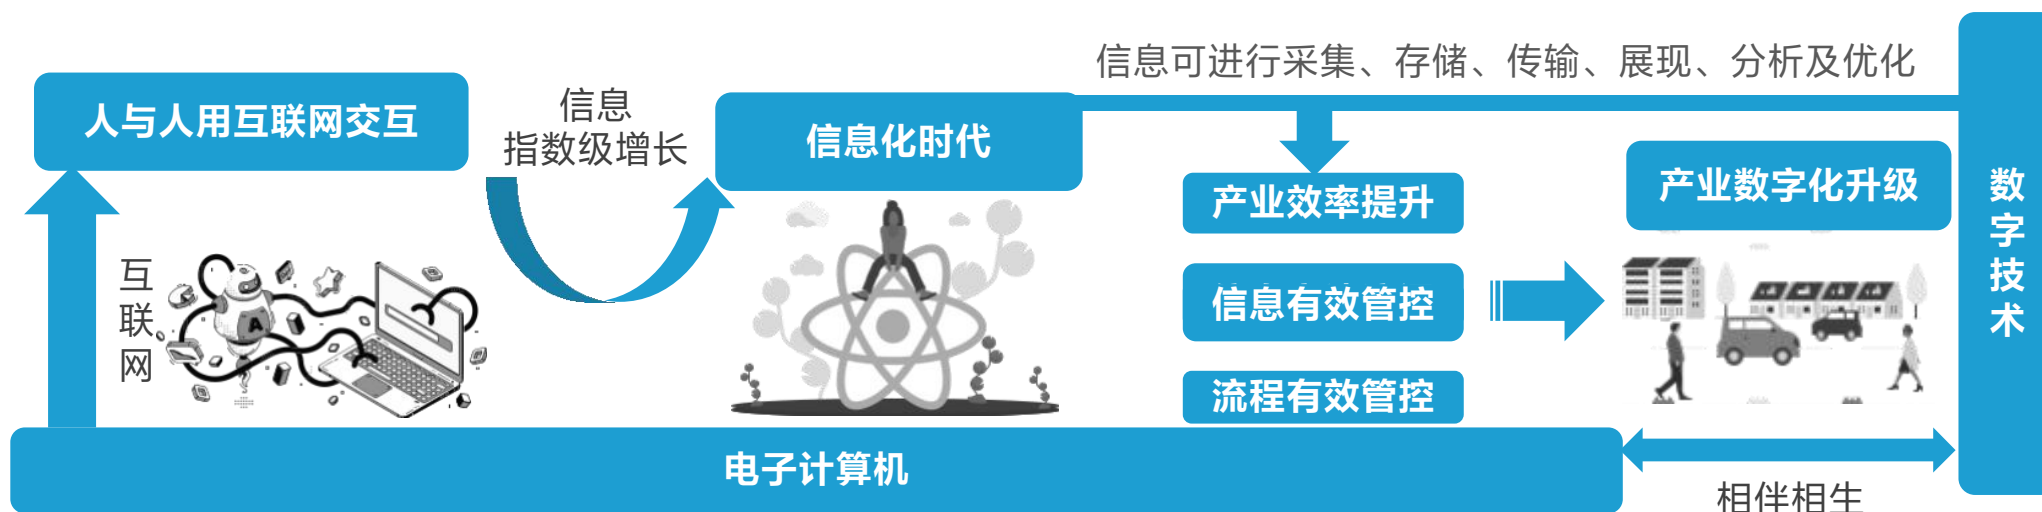 信息可进行采集、存储、传输、展现、分析及优化
人与人用互联网交互
信息
指数级增长
信息化时代
产业效率提升
信息有效管控
流程有效管控
产业数字化升级
数字技术
互联网
A
电子计算机
相伴相生